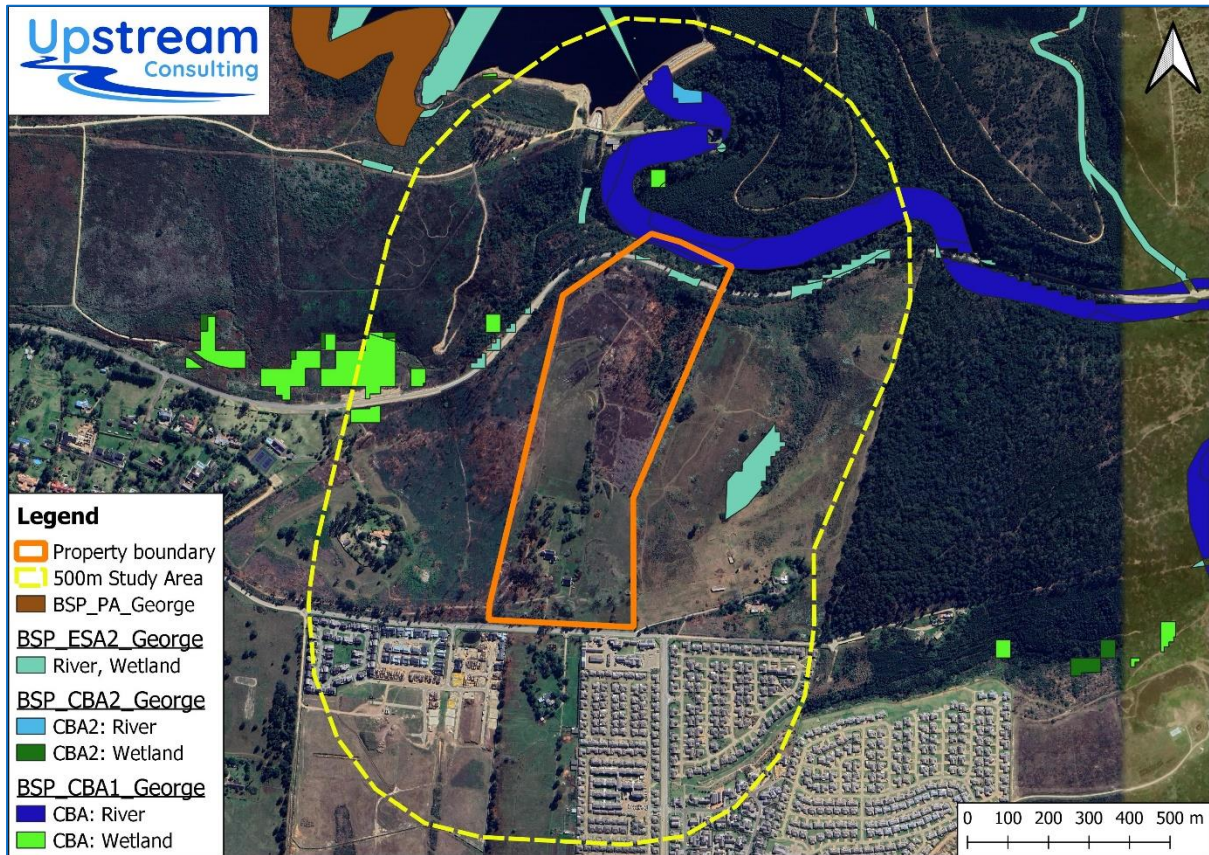 Upstream
Consulting
Legend
Property boundary
500m Study Area
BSP_PA_George
BSP_ESA2_George
River, Wetland
BSP_CBA2_George
CBA2: River
CBA2: Wetland
BSP_CBA1_George
CBA: River
CBA: Wetland
0 100 200 300 400 500 m